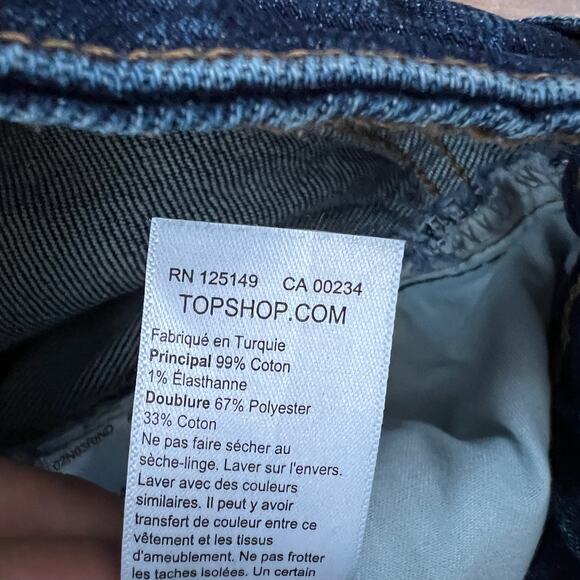 RN 125149 CA 00234
TOPSHOP.COM
Fabriqué en Turquie
Principal 99% Coton
1% Élasthanne
Doublure 67% Polyester
33% Coton
Ne pas faire sécher au
sèche-linge. Laver sur l'envers.
Laver avec des couleurs
similaires. Il peut y avoir
transfert de couleur entre ce
vêtement et les tissus
d'ameublement. Ne pas frotter
les taches isolées. Un certain